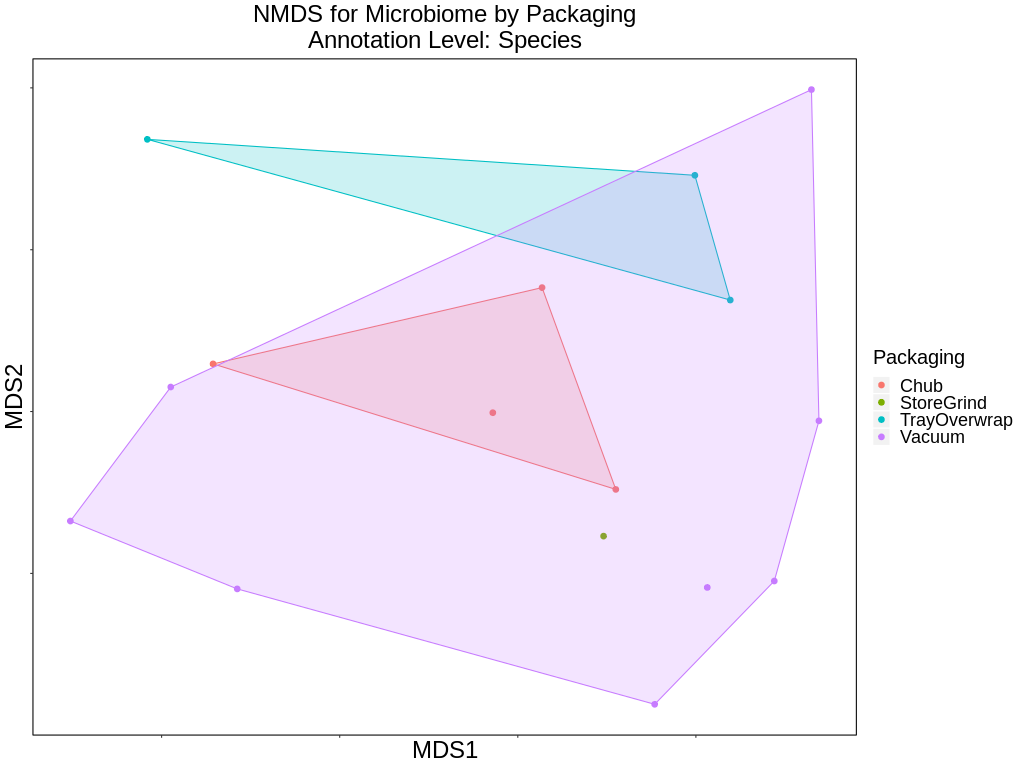 NMDS for Microbiome by Packaging
Annotation Level: Species
MDS2
MDS1
Packaging
Chub
StoreGrind
TrayOverwrap
Vacuum